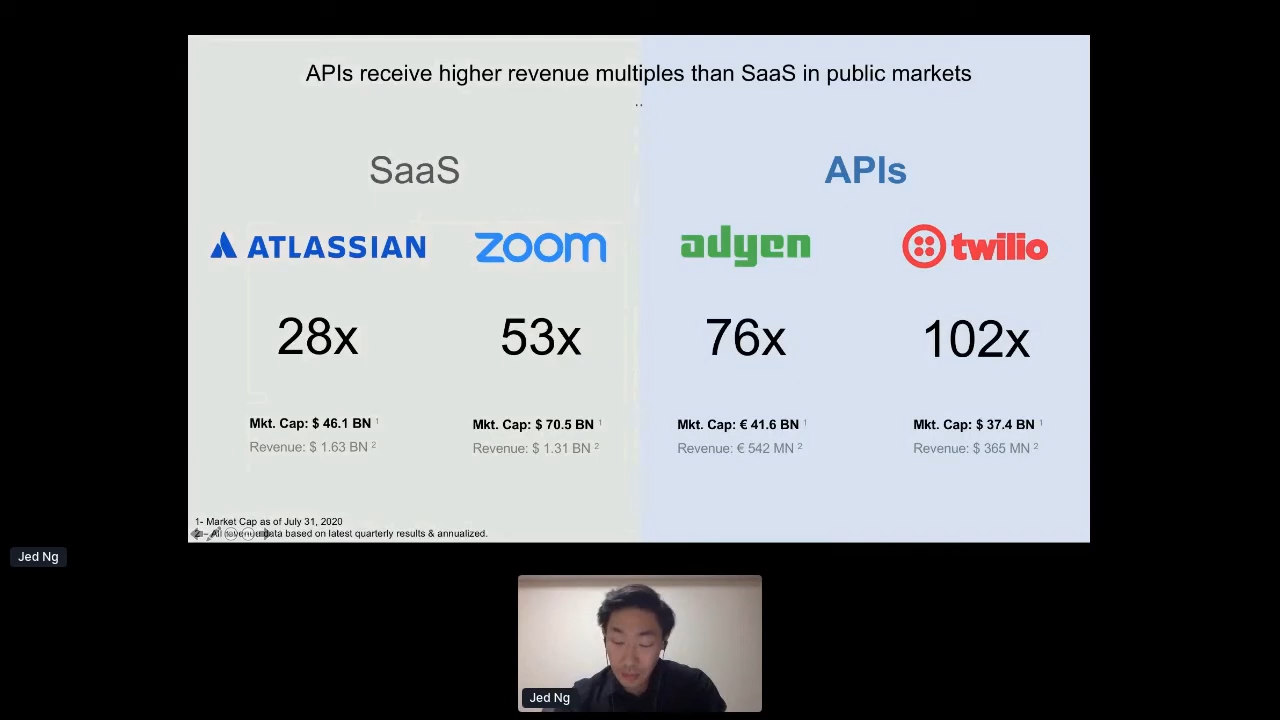 APIs receive higher revenue multiples than SaaS in public markets
..
SaaS
APIs
ATLASSIAN
zoom
adyen
twilio
28x
53x
76x
102x
Mkt. Cap: $ 46.1 BN 1
Mkt. Cap: $ 70.5 BN 1
Mkt. Cap: € 41.6 BN 1
Mkt. Cap: $ 37.4 BN 1
Revenue: $ 1.63 BN 2
Revenue: $ 1.31 BN 2
Revenue: € 542 MN 2
Revenue: $ 365 MN 2
1- Market Cap as of July 31, 2020
2 – All revenue data based on latest quarterly results & annualized.
Jed Ng
Jed Ng